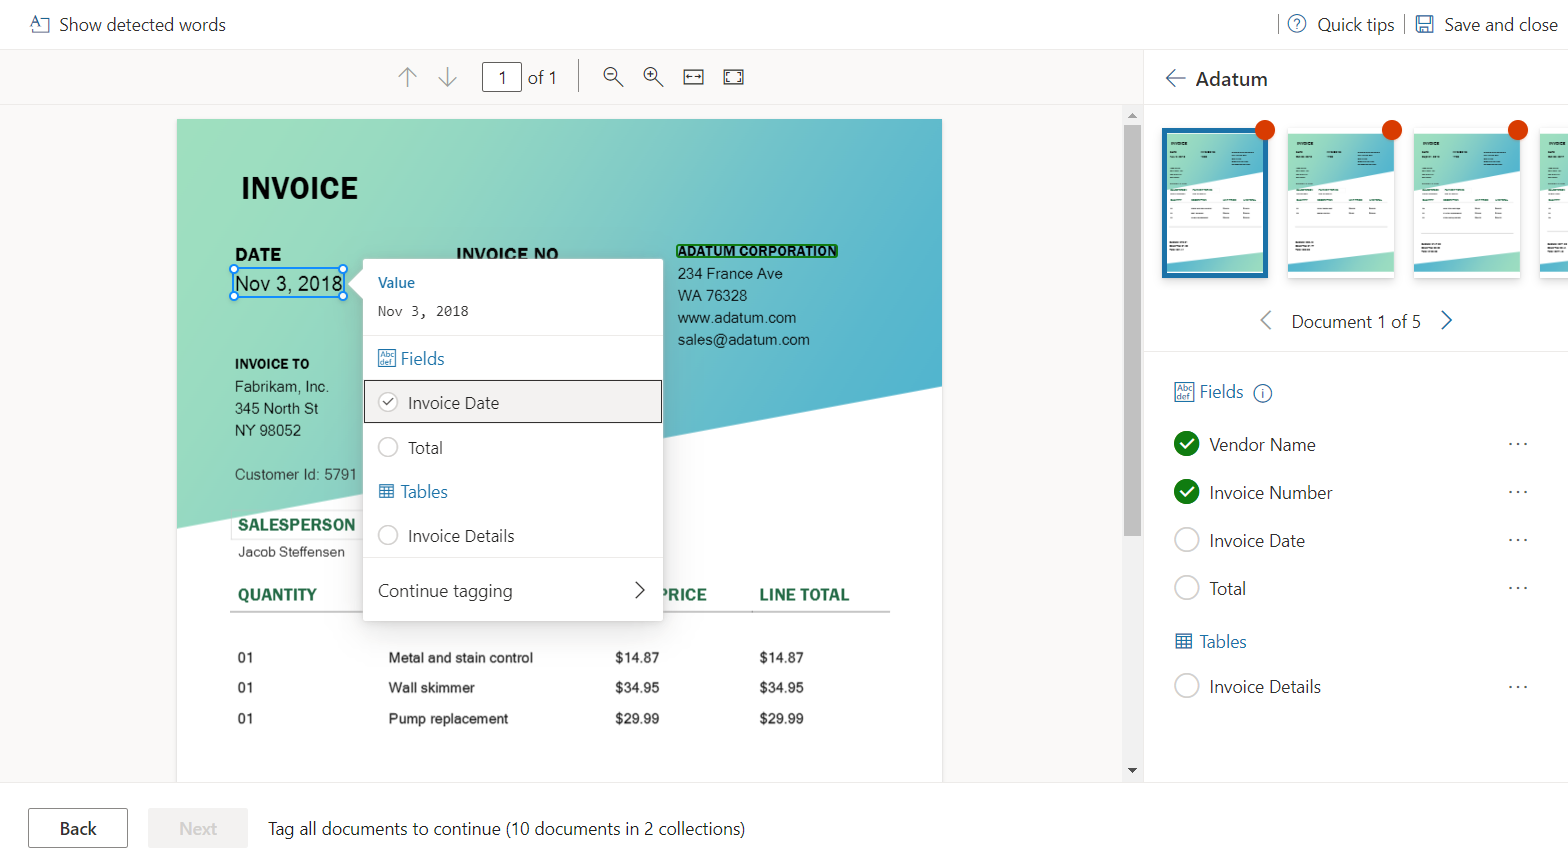 Show detected words
Quick tips
Save and close
1 of 1
Adatum
INVOICE
DATE
Nov 3, 2018
INVOICE NO
ADATUM CORPORATION
234 France Ave
WA 76328
www.adatum.com
sales@adatum.com
INVOICE TO
Fabrikam, Inc.
345 North St
NY 98052
Customer Id: 5791
SALESPERSON
Jacob Steffensen
QUANTITY
PRICE
LINE TOTAL
01 Metal and stain control $14.87 $14.87
01 Wall skimmer $34.95 $34.95
01 Pump replacement $29.99 $29.99
Value
Nov 3, 2018
Abc def Fields
Invoice Date
Total
Tables
Invoice Details
Continue tagging
Document 1 of 5
Abc def Fields
Vendor Name
Invoice Number
Invoice Date
Total
Tables
Invoice Details
Back
Next
Tag all documents to continue (10 documents in 2 collections)